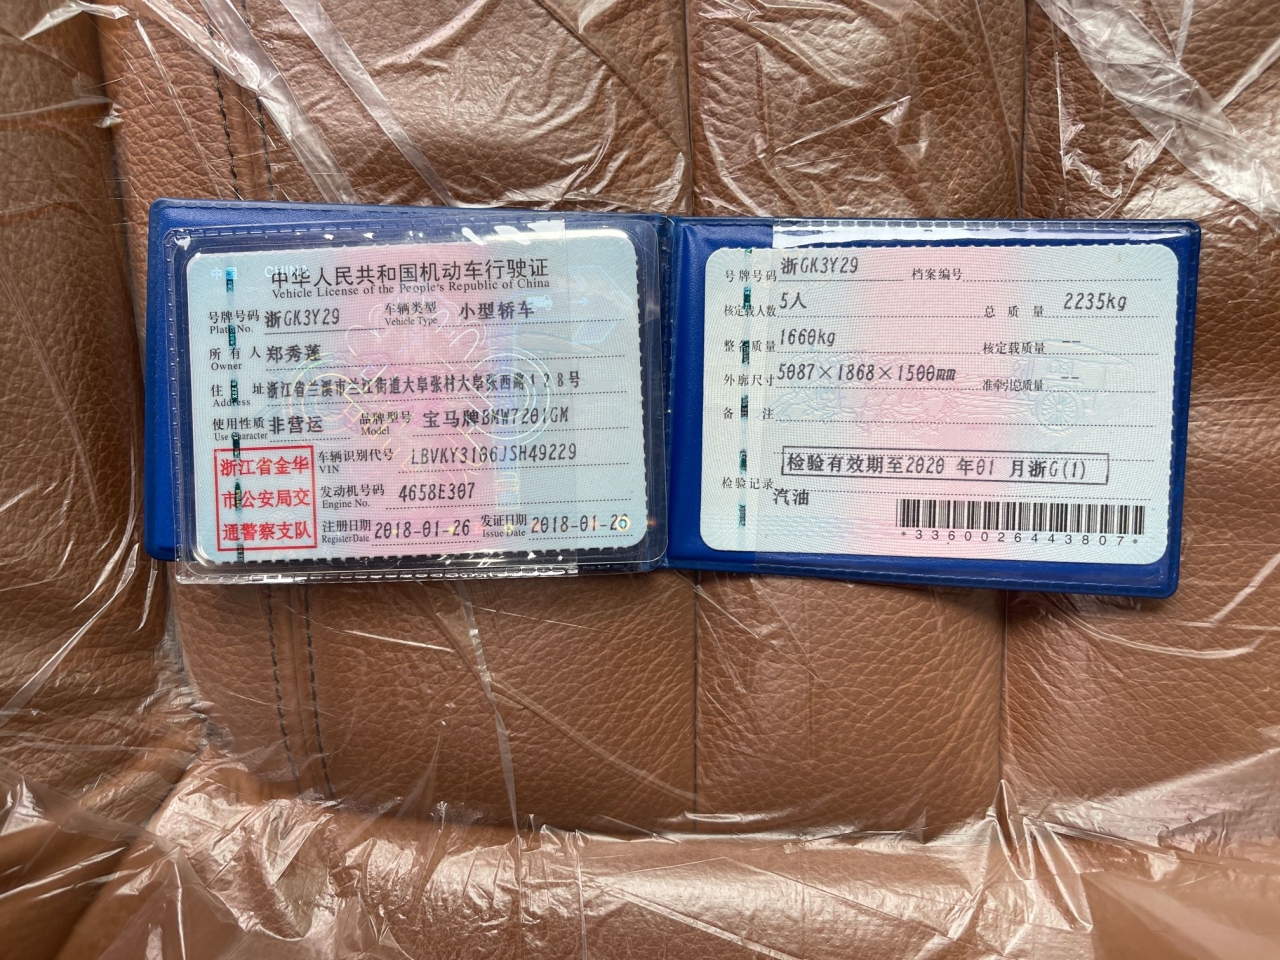 中国 CHINA
中华人民共和国机动车行驶证
Vehicle License of the People's Republic of China
号牌号码 浙GK3Y29 车辆类型 小型轿车
Plate No. Vehicle Type
所有人 郑秀莲
Owner
住址 浙江省兰溪市兰江街道大阜张村大阜张西路128号
Address
使用性质 非营运 品牌型号 宝马牌BMW7201GM
Use Character Model
浙江省金华
市公安局交
通警察支队
车辆识别代号 LBVKY3106JSH49229
VIN
发动机号码 4658E307
Engine No.
注册日期 2018-01-26 发证日期 2018-01-26
Register Date Issue Date
号牌号码 浙GK3Y29 档案编号
核定载人数 5人 总质量 2235kg
整备质量 1660kg 核定载质量 --
外廓尺寸 5087×1868×1500mm 准牵引总质量 --
备注
检验有效期至2020 年01 月浙G(1)
检验记录
汽油
*3360026443807*